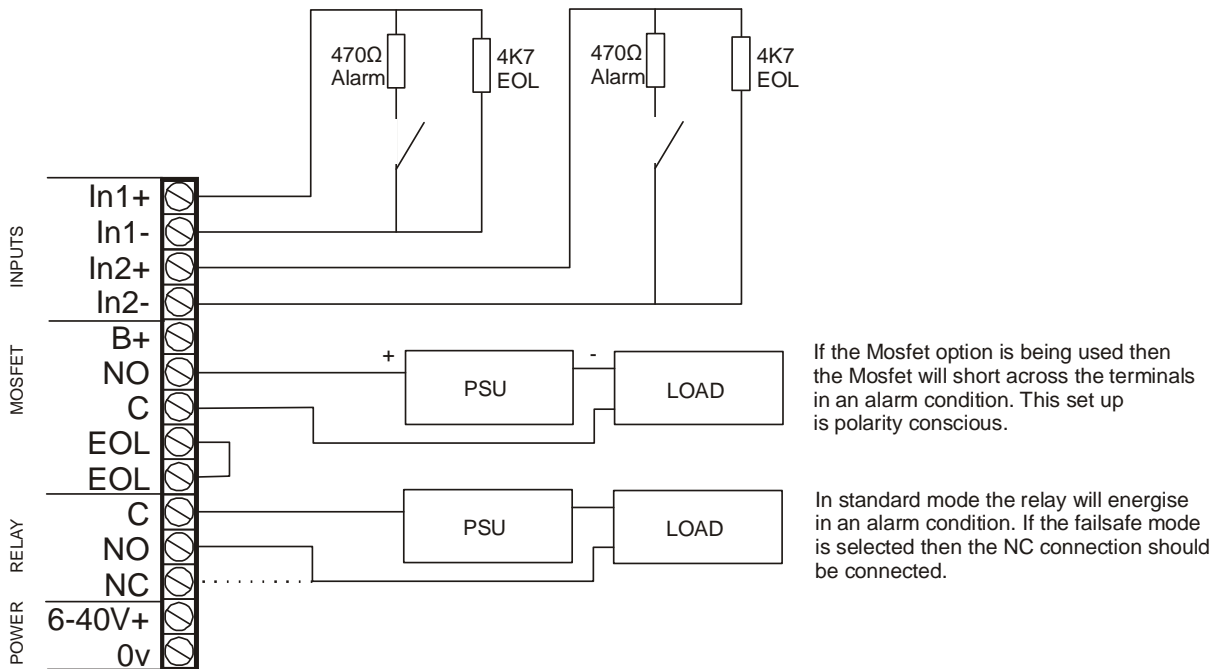 470Ω
Alarm
4K7
EOL
470Ω
Alarm
4K7
EOL
INPUTS
In1+
In1-
In2+
In2-
MOSFET
B+
NO
C
EOL
EOL
+
PSU
-
LOAD
If the Mosfet option is being used then
the Mosfet will short across the terminals
in an alarm condition. This set up
is polarity conscious.
RELAY
C
NO
NC
PSU
LOAD
In standard mode the relay will energise
in an alarm condition. If the failsafe mode
is selected then the NC connection should
be connected.
POWER
6-40V+
0v